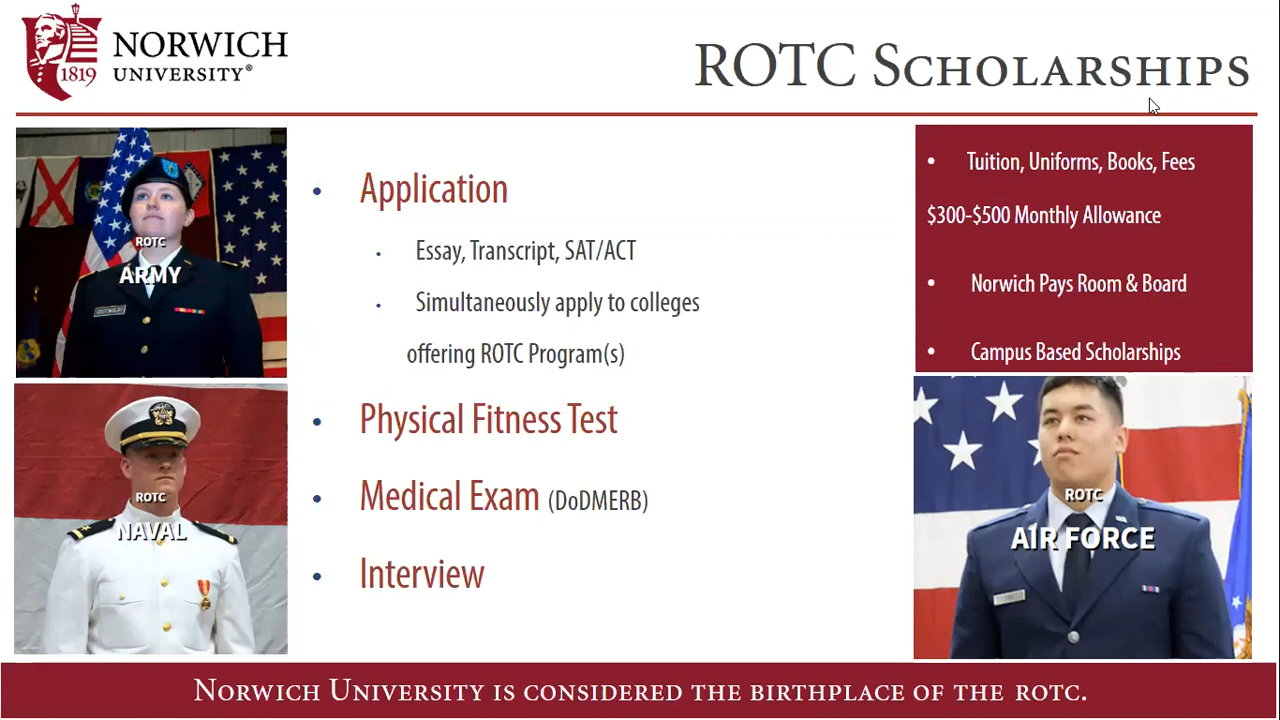 NORWICH
UNIVERSITY®
1819
ROTC SCHOLARSHIPS
ROTC
ARMY
ROTC
NAVAL
• Application
• Essay, Transcript, SAT/ACT
• Simultaneously apply to colleges
offering ROTC Program(s)
• Physical Fitness Test
• Medical Exam (DoDMERB)
• Interview
• Tuition, Uniforms, Books, Fees
$300-$500 Monthly Allowance
• Norwich Pays Room & Board
• Campus Based Scholarships
ROTC
AIR FORCE
NORWICH UNIVERSITY IS CONSIDERED THE BIRTHPLACE OF THE ROTC.